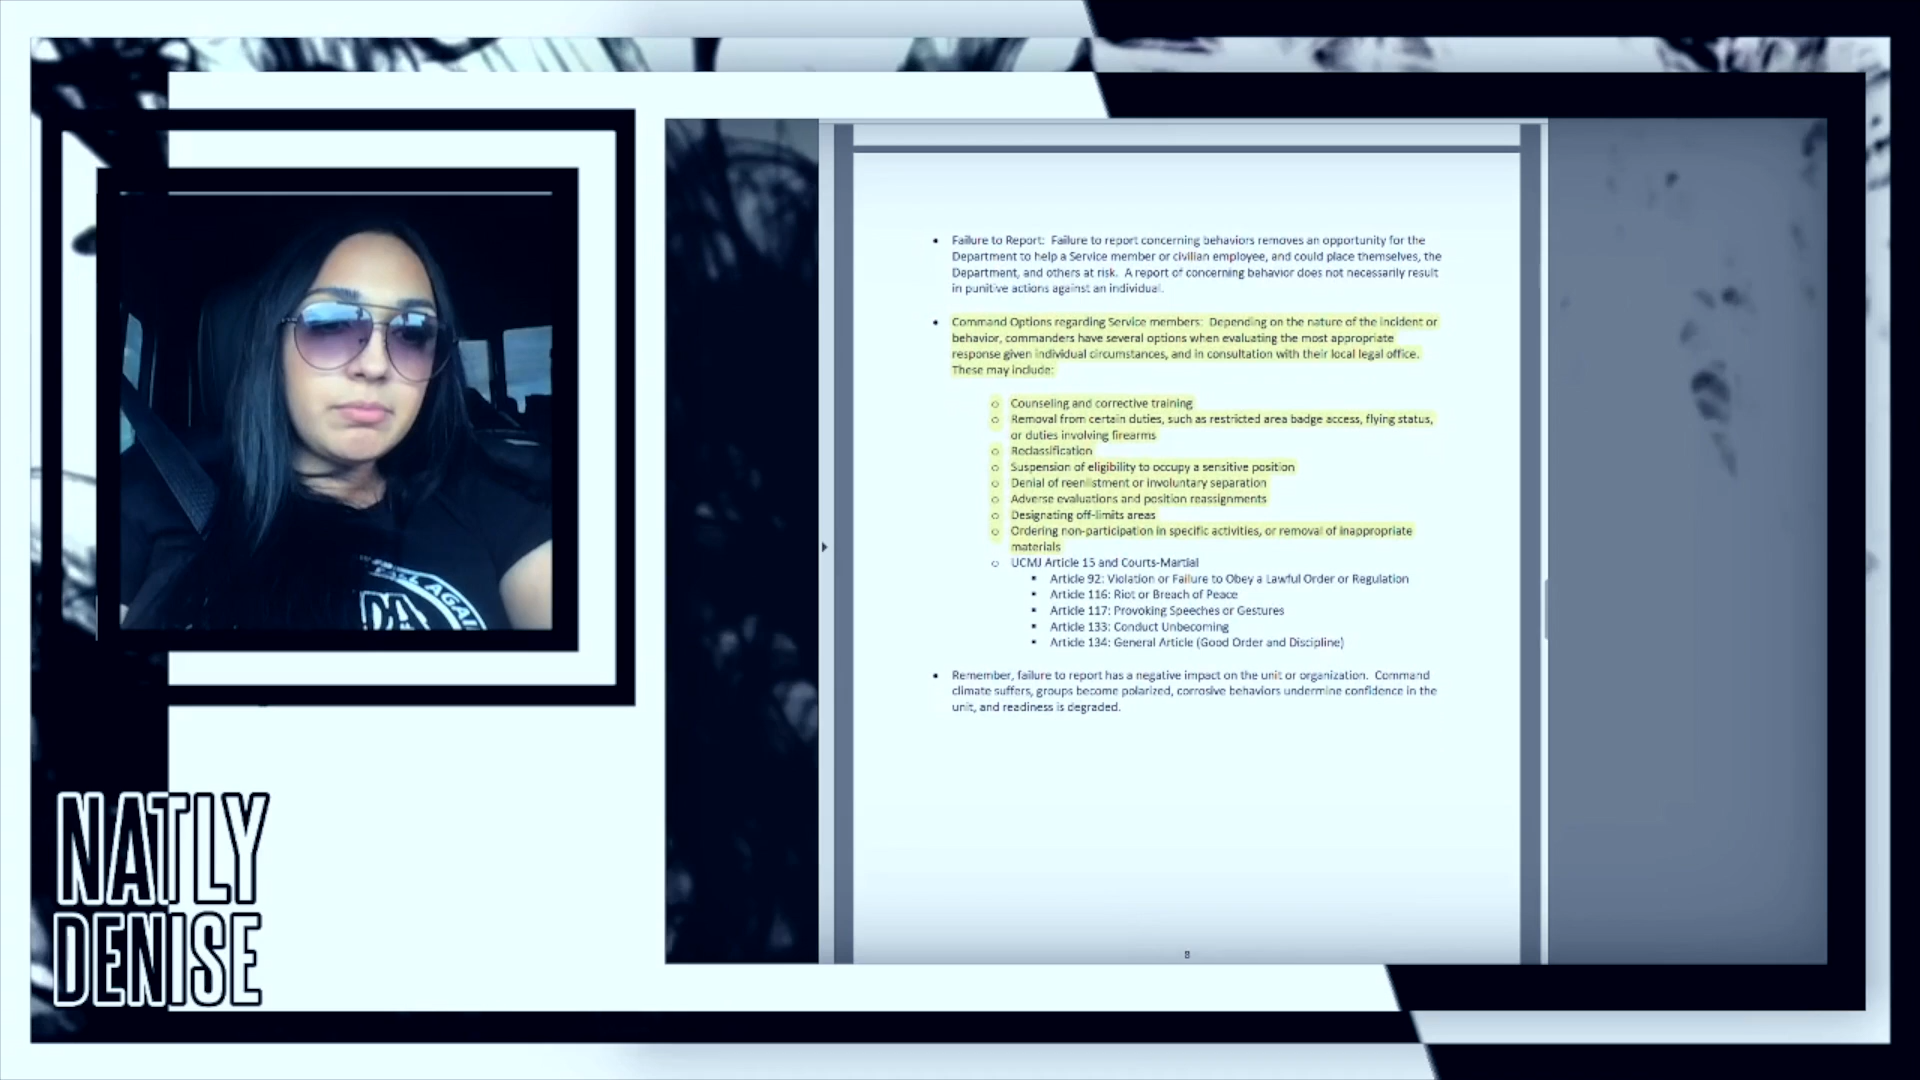 FALL AGAIN
NATLY
DENISE
• Failure to Report: Failure to report concerning behaviors removes an opportunity for the
Department to help a Service member or civilian employee, and could place themselves, the
Department, and others at risk. A report of concerning behavior does not necessarily result
in punitive actions against an individual.
• Command Options regarding Service members: Depending on the nature of the incident or
behavior, commanders have several options when evaluating the most appropriate
response given individual circumstances, and in consultation with their local legal office.
These may include:
o Counseling and corrective training
o Removal from certain duties, such as restricted area badge access, flying status,
or duties involving firearms
o Reclassification
o Suspension of eligibility to occupy a sensitive position
o Denial of reenlistment or involuntary separation
o Adverse evaluations and position reassignments
o Designating off-limits areas
o Ordering non-participation in specific activities, or removal of inappropriate
materials
o UCMJ Article 15 and Courts-Martial
▪ Article 92: Violation or Failure to Obey a Lawful Order or Regulation
▪ Article 116: Riot or Breach of Peace
▪ Article 117: Provoking Speeches or Gestures
▪ Article 133: Conduct Unbecoming
▪ Article 134: General Article (Good Order and Discipline)
• Remember, failure to report has a negative impact on the unit or organization. Command
climate suffers, groups become polarized, corrosive behaviors undermine confidence in the
unit, and readiness is degraded.
8